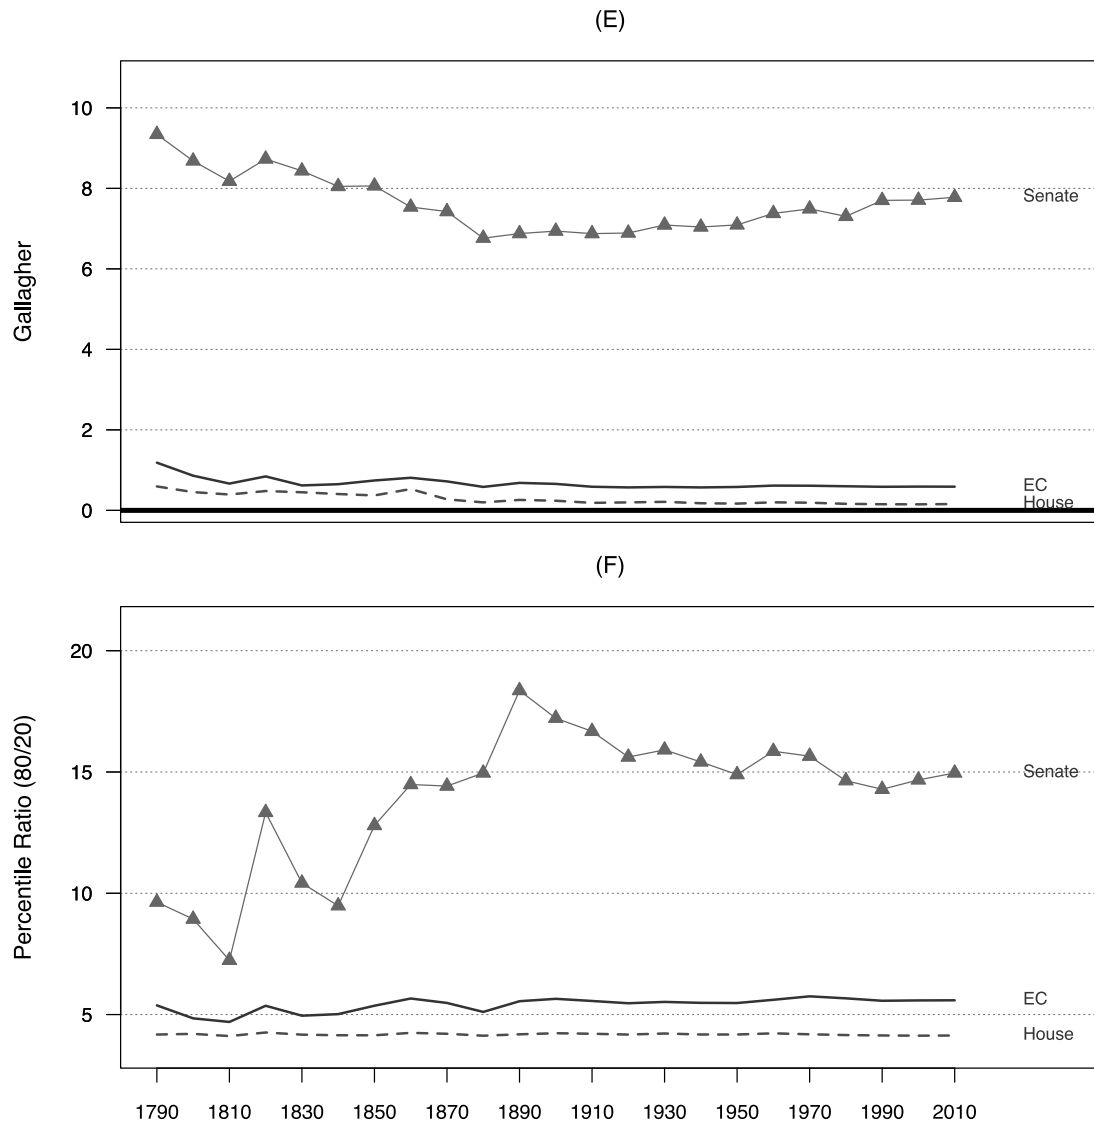 (E)
Gallagher
10
8
6
4
2
0
Senate
EC
House
(F)
Percentile Ratio (80/20)
20
15
10
5
Senate
EC
House
1790 1810 1830 1850 1870 1890 1910 1930 1950 1970 1990 2010